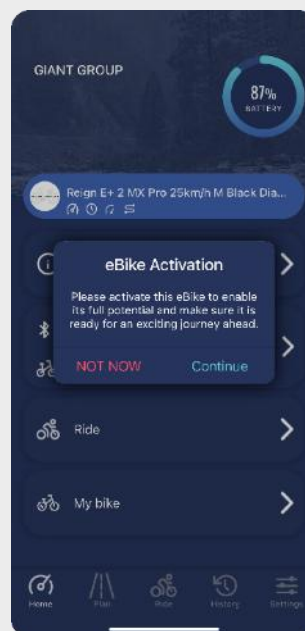 GIANT GROUP
87%
BATTERY
Reign E+ 2 MX Pro 25km/h M Black Dia...
eBike Activation
Please activate this eBike to enable
its full potential and make sure it is
ready for an exciting journey ahead.
NOT NOW
Continue
Ride
My bike
Home
Plan
Ride
History
Settings